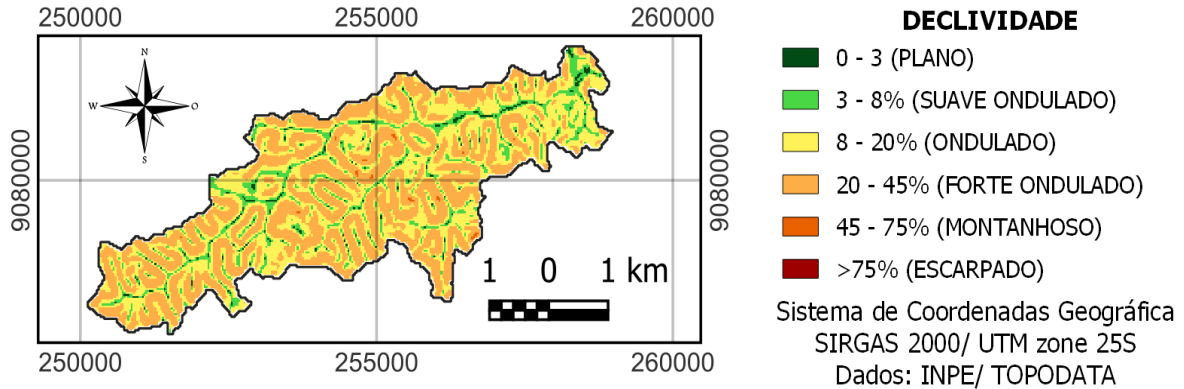 250000 255000 260000
DECLIVIDADE
N
W O
S
0 - 3 (PLANO)
3 - 8% (SUAVE ONDULADO)
8 - 20% (ONDULADO)
20 - 45% (FORTE ONDULADO)
45 - 75% (MONTANHOSO)
>75% (ESCARPADO)
9080000 9080000
1 0 1 km
250000 255000 260000
Sistema de Coordenadas Geográfica
SIRGAS 2000/ UTM zone 25S
Dados: INPE/ TOPODATA